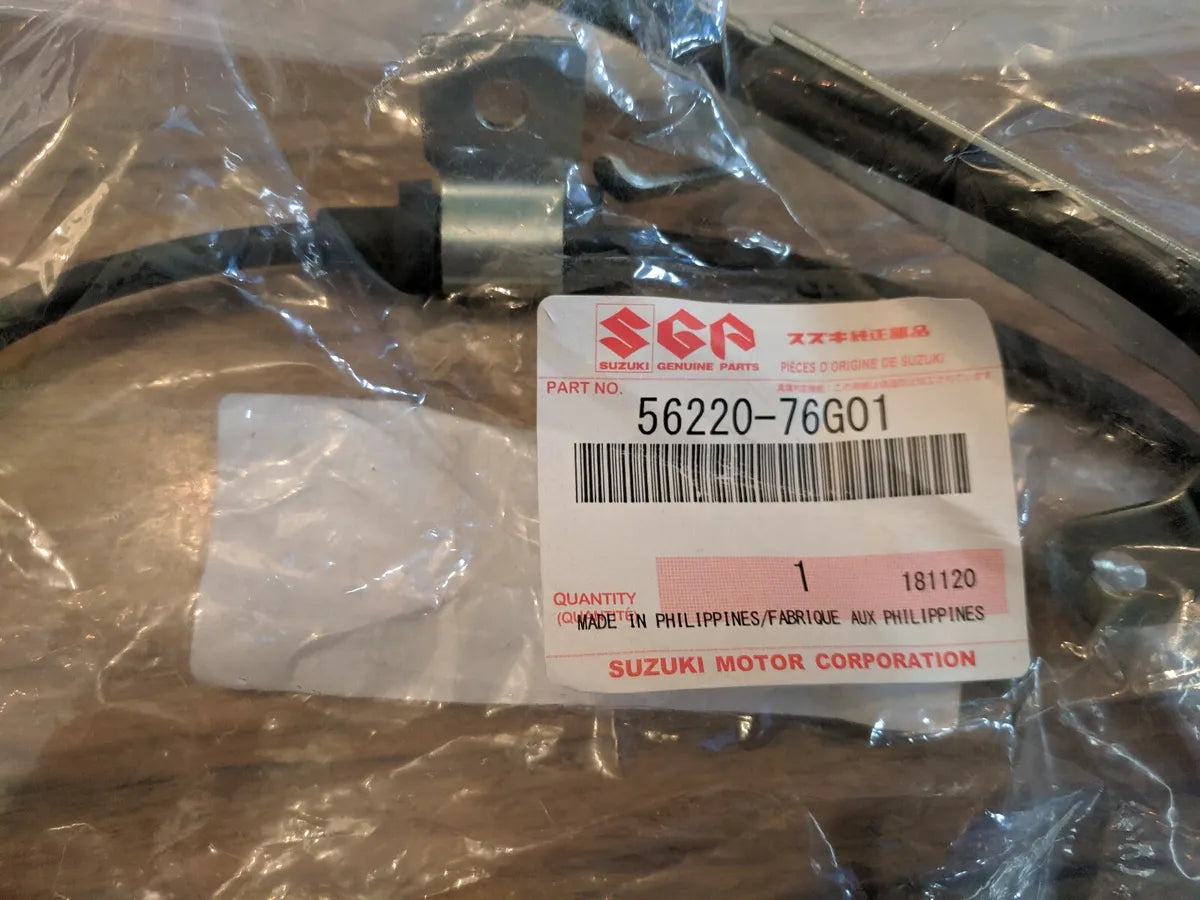 SGP
SUZUKI GENUINE PARTS
スズキ純正部品
PIÈCES D'ORIGINE DE SUZUKI
PART NO.
56220-76G01
1
181120
QUANTITY
(QUANTITÉ)
MADE IN PHILIPPINES/FABRIQUE AUX PHILIPPINES
SUZUKI MOTOR CORPORATION